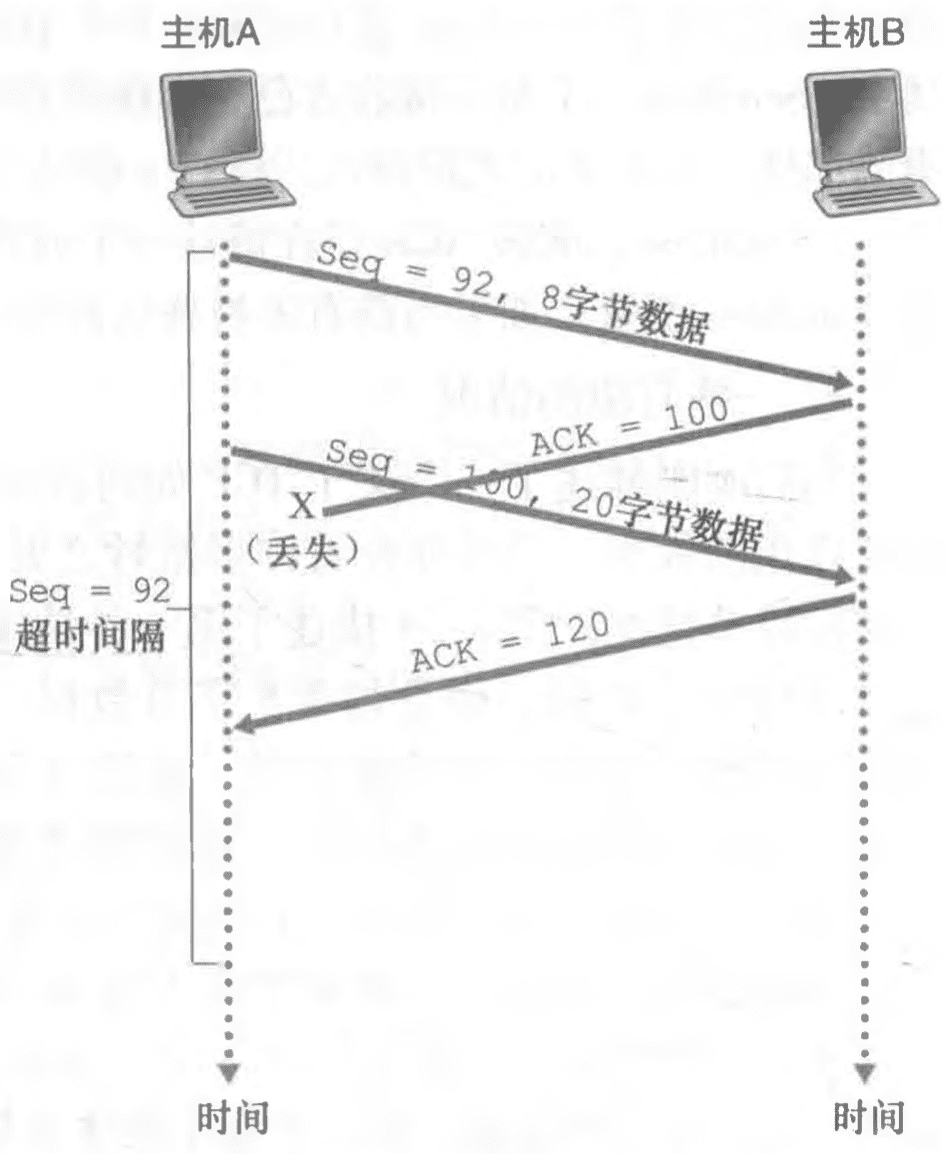 主机A
主机B
Seq = 92, 8字节数据
ACK = 100
Seq = 100, 20字节数据
X
(丢失)
Seq = 92
超时间隔
ACK = 120
时间
时间